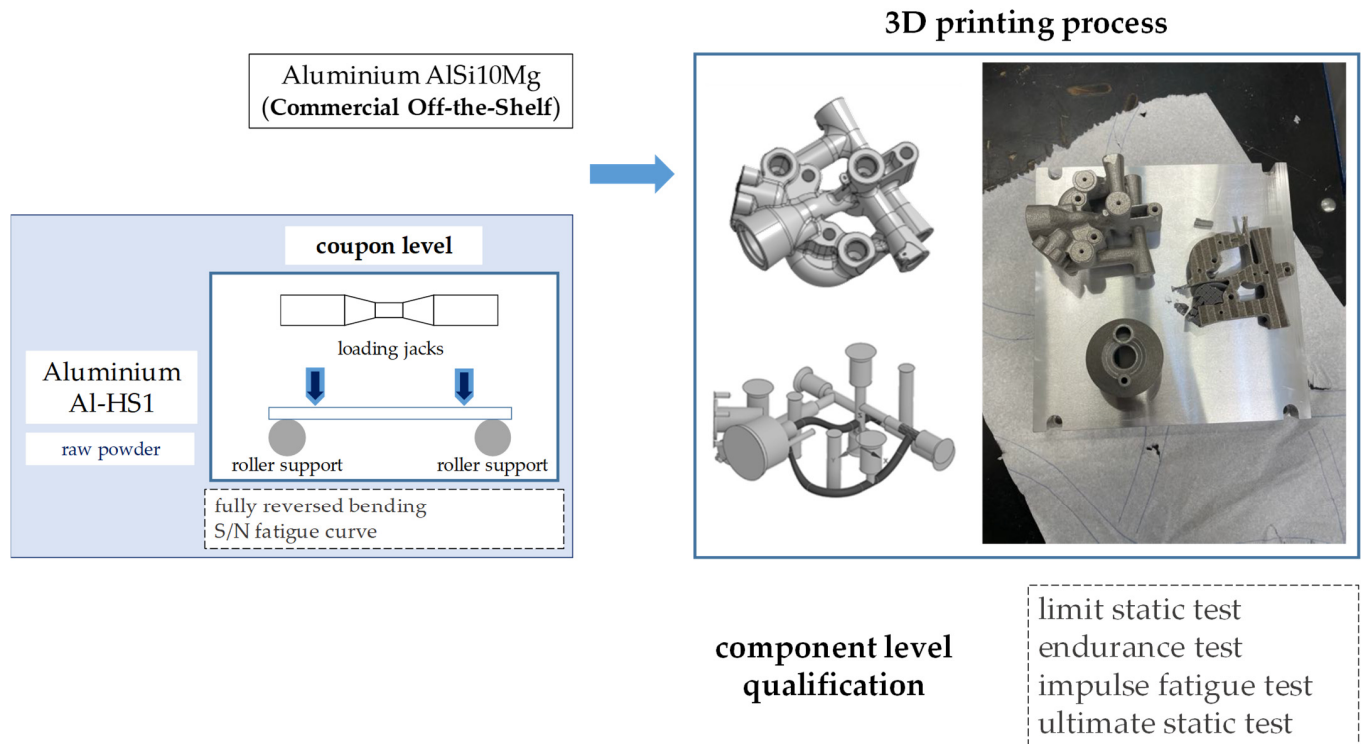 3D printing process
Aluminium AlSi10Mg
(Commercial Off-the-Shelf)
coupon level
loading jacks
Aluminium
Al-HS1
raw powder
roller support
roller support
fully reversed bending
S/N fatigue curve
component level
qualification
limit static test
endurance test
impulse fatigue test
ultimate static test